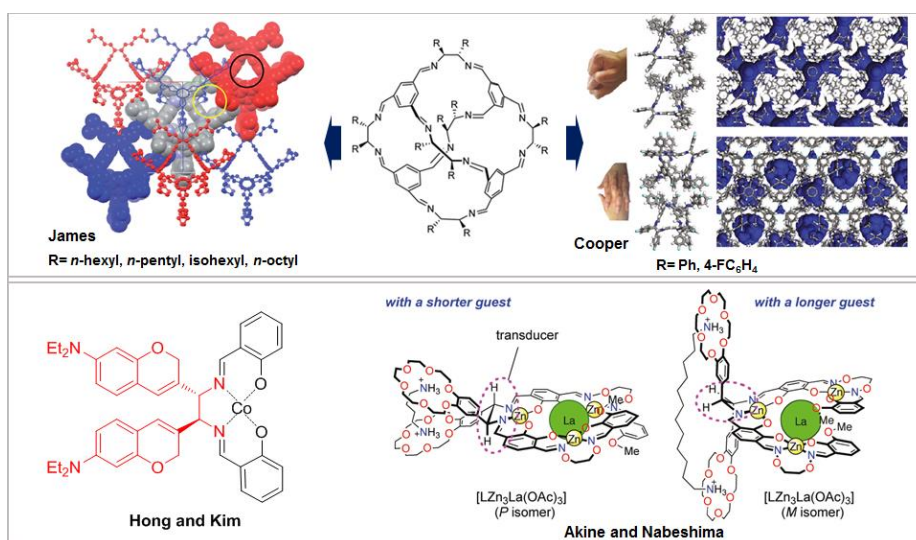 R
R
R
R
R
R
R
R
R
R
R
R
N
N
N
N
N
N
N
N
N
N
N
N
James
R= n-hexyl, n-pentyl, isohexyl, n-octyl
Cooper
R= Ph, 4-FC6H4
with a shorter guest
with a longer guest
transducer
Et2N
O
N
O
Co
N
O
Et2N
O
Hong and Kim
NH3
+
NH3
+
H
H
Zn
Zn
Zn
La
Me
O
Me
[LZn3La(OAc)3]
(P isomer)
NH3
+
H
H
Zn
Zn
Zn
La
Me
O
Me
NH3
+
[LZn3La(OAc)3]
(M isomer)
Akine and Nabeshima